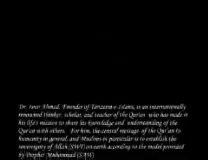 Dr. Israr Ahmad, Founder of Tanzeem-e-Islami, is an internationally
renowned thinker, scholar, and teacher of the Qur'an who has made it
his life's mission to share his knowledge and understanding of the
Qur'an with others. For him, the central message of the Qur'an to
humanity in general, and Muslims in particular is to establish the
sovereignty of Allah (SWT) on earth according to the model provided
by Prophet Muhammad (SAW)